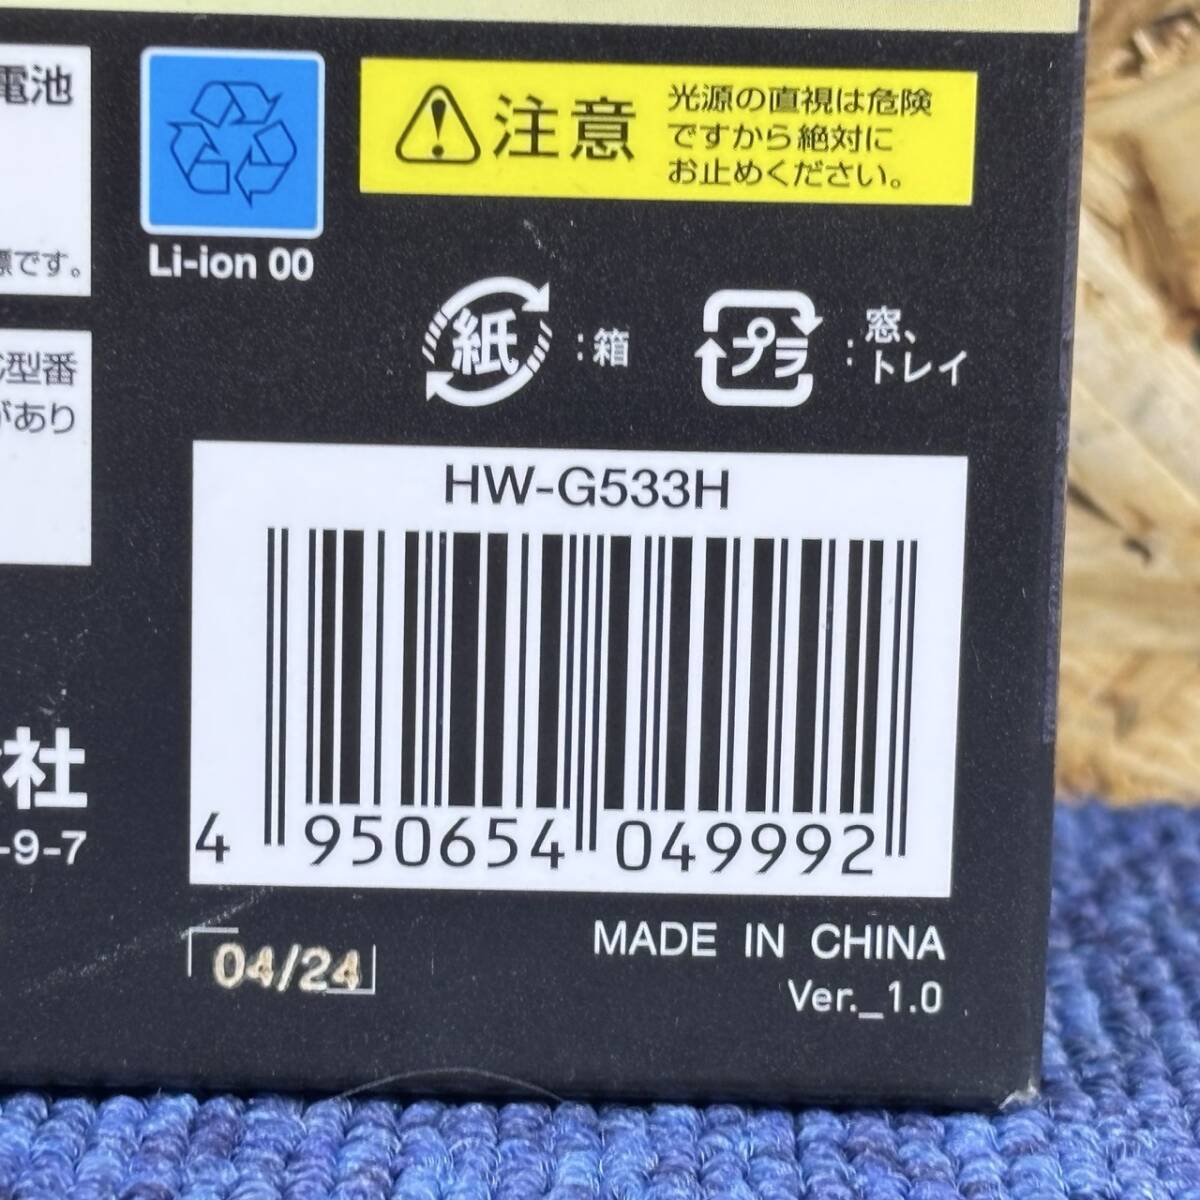 電池
標です。
型番
があり
社
-9-7
Li-ion 00
注意
光源の直視は危険
ですから絶対に
お止めください。
紙
：箱
プラ
：窓、
トレイ
HW-G533H
4 950654 049992
04/24
MADE IN CHINA
Ver._1.0